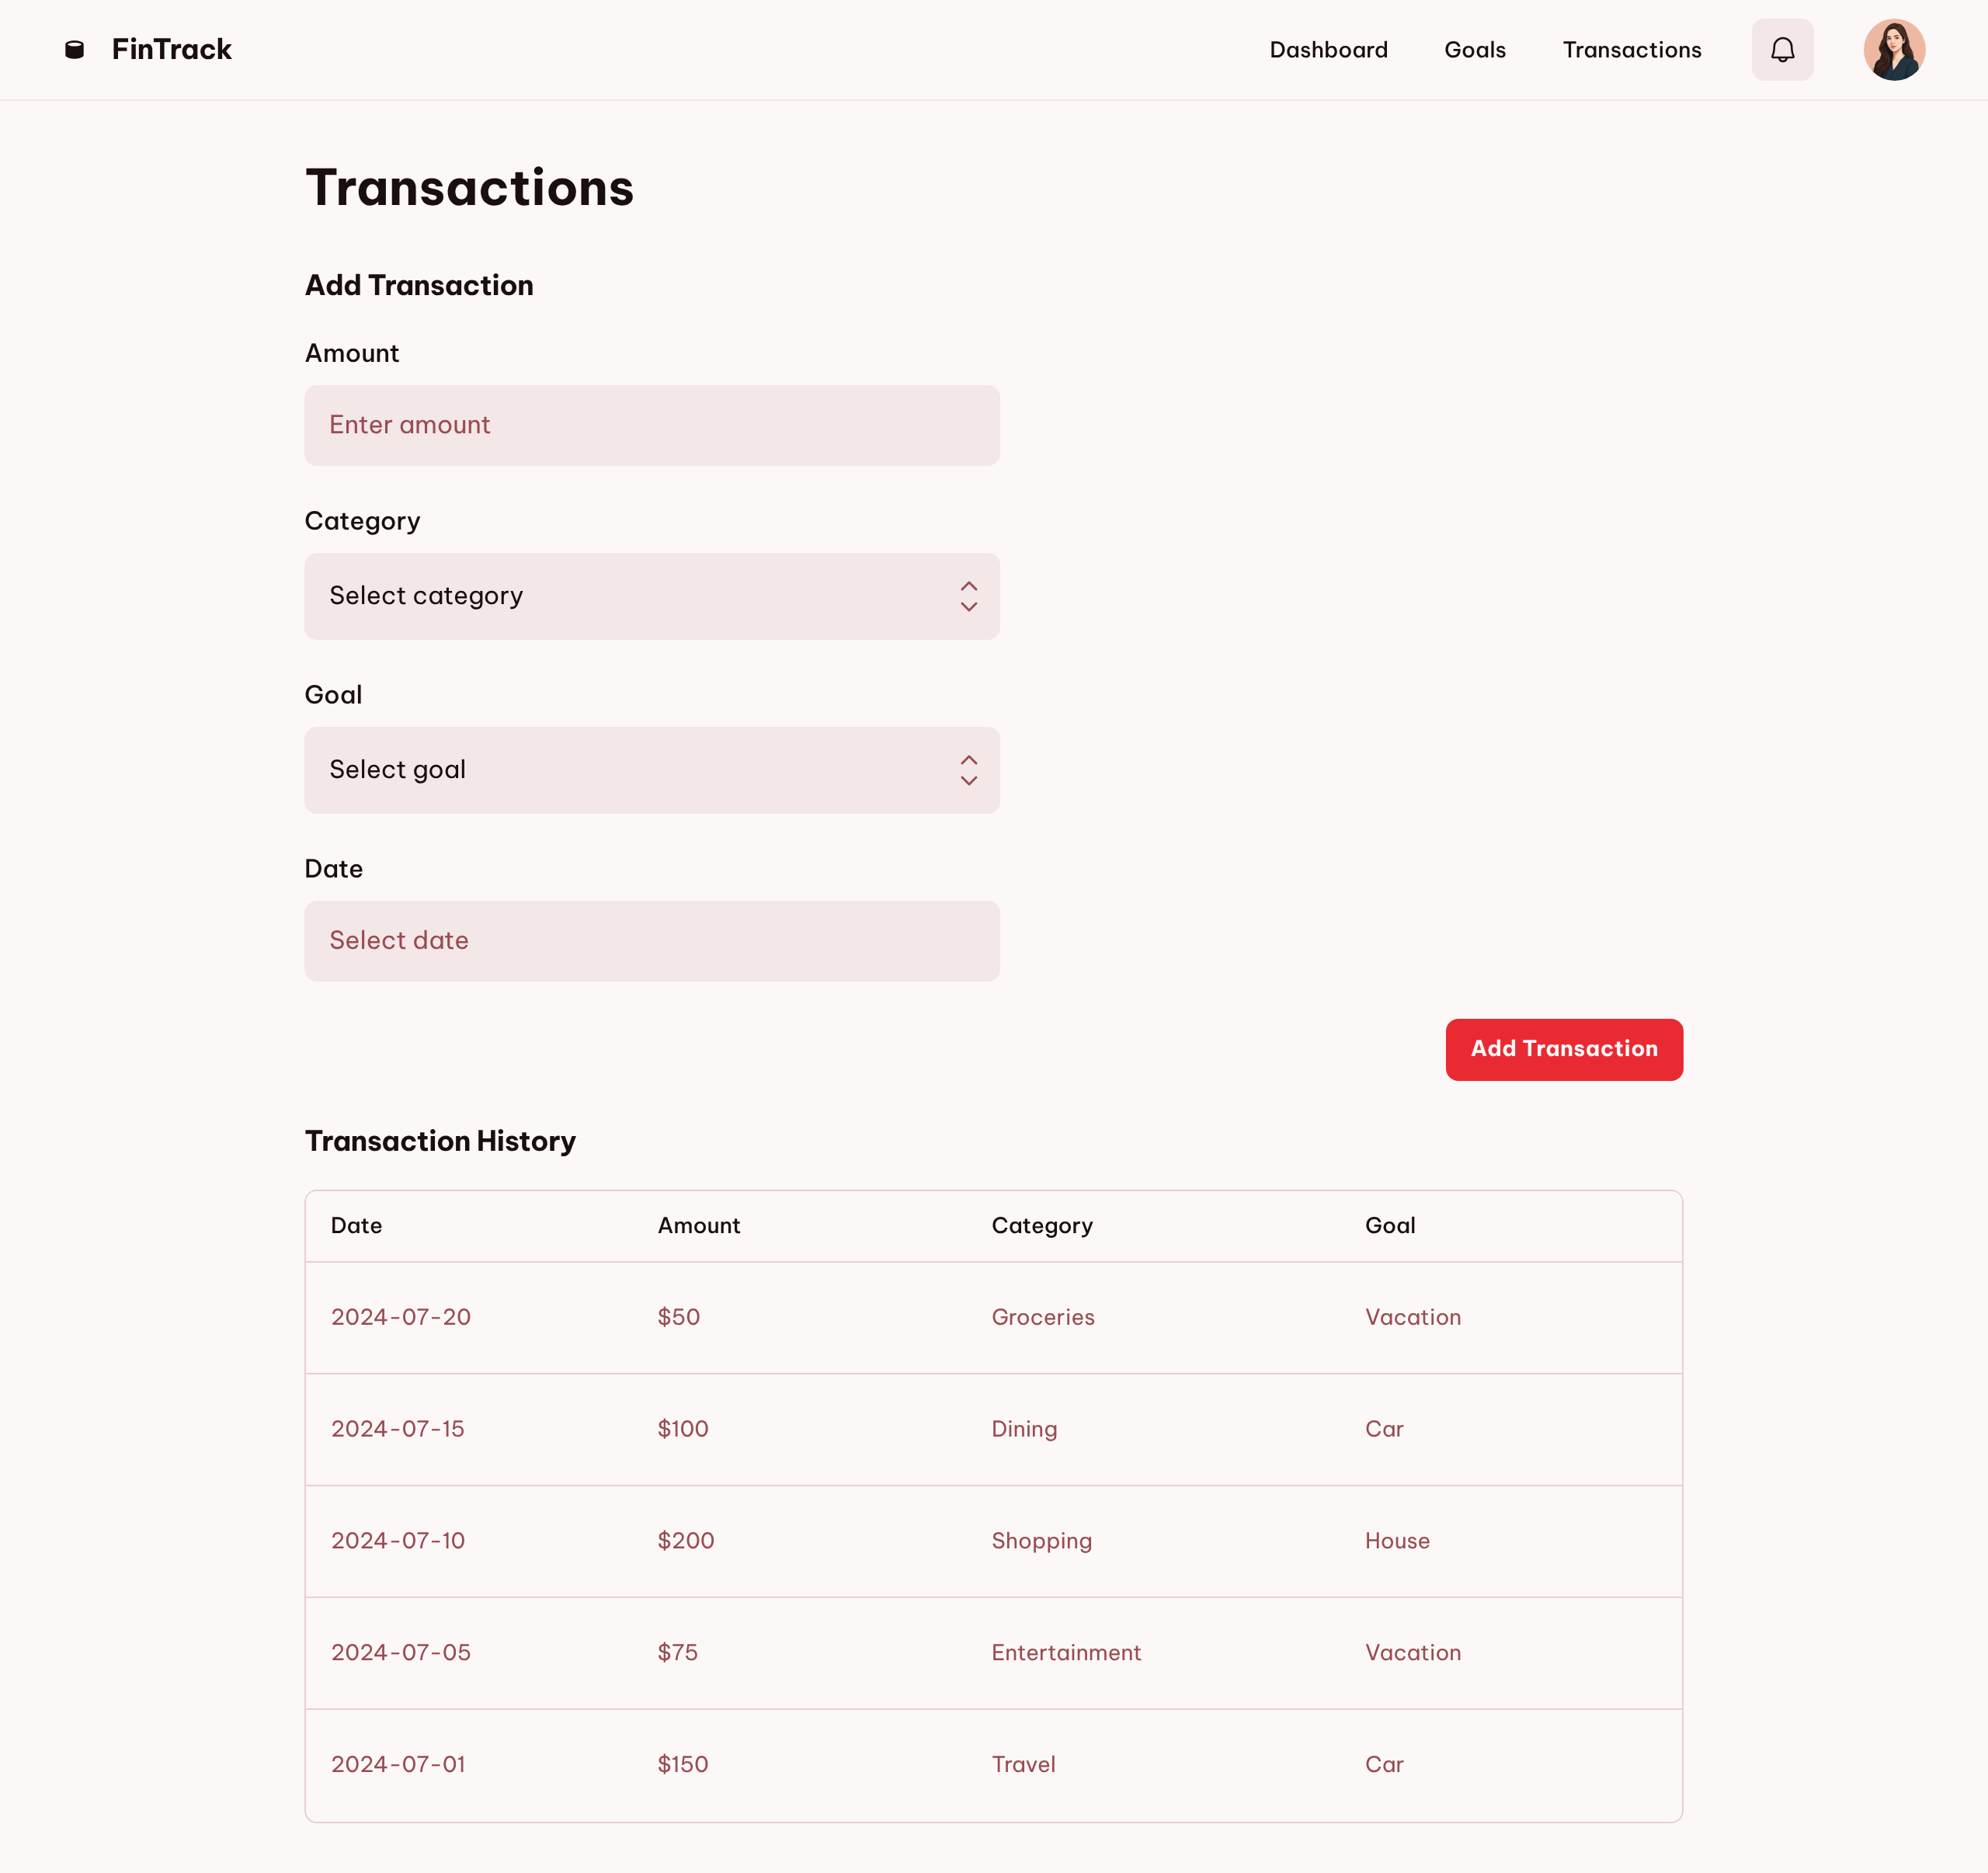 FinTrack
Dashboard Goals Transactions
Transactions
Add Transaction
Amount
Enter amount
Category
Select category
Goal
Select goal
Date
Select date
Add Transaction
Transaction History
Date Amount Category Goal
2024-07-20 $50 Groceries Vacation
2024-07-15 $100 Dining Car
2024-07-10 $200 Shopping House
2024-07-05 $75 Entertainment Vacation
2024-07-01 $150 Travel Car